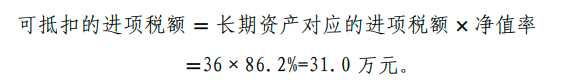 可抵扣的进项税额 = 长期资产对应的进项税额 × 净值率
=36 × 86.2%=31.0 万元。